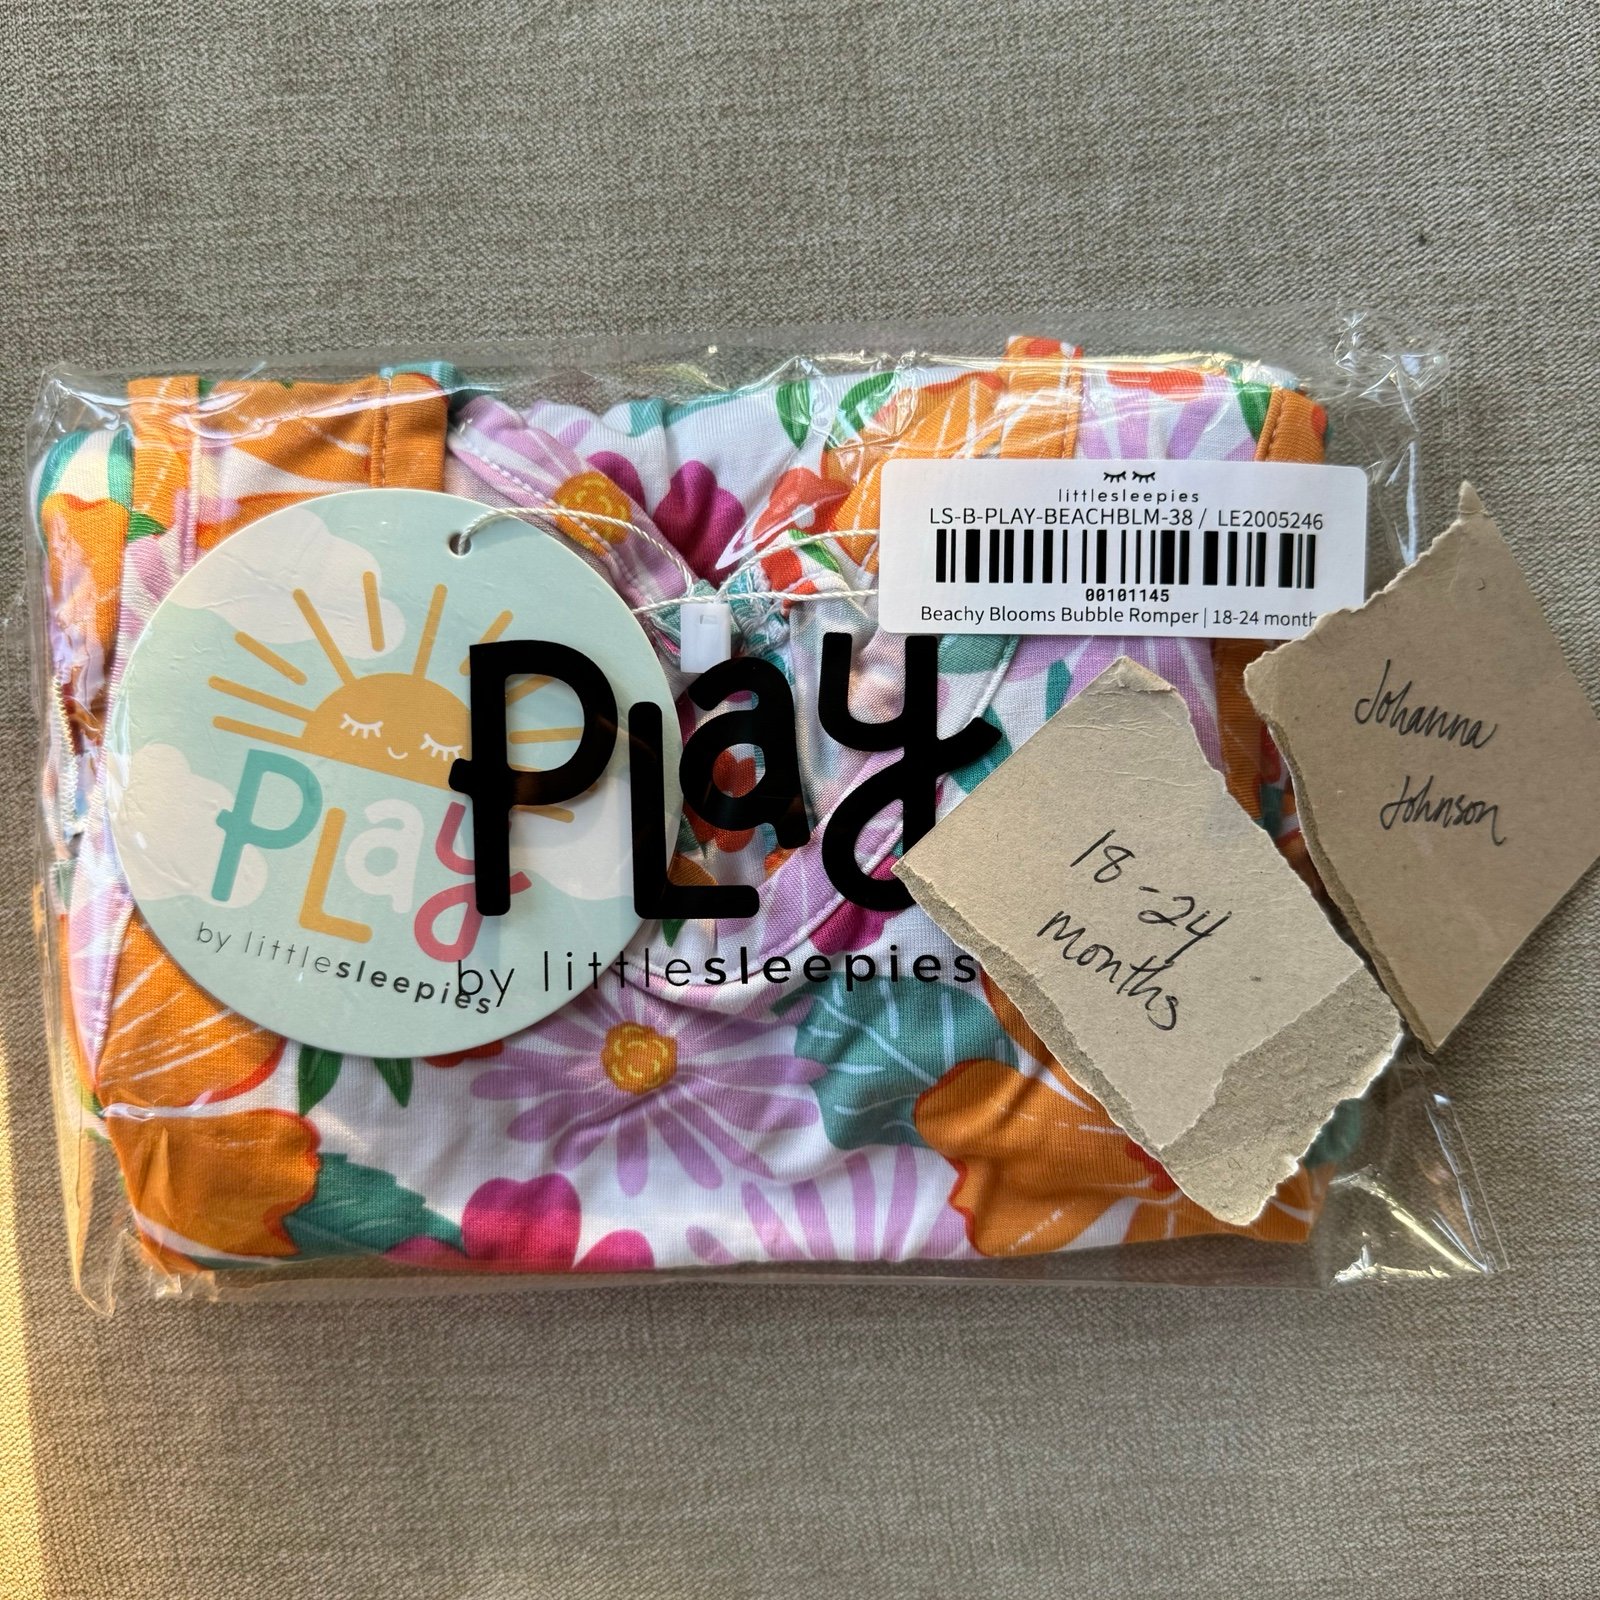 littlesleepies
LS-B-PLAY-BEACHBLM-38 / LE2005246
00101145
Beachy Blooms Bubble Romper | 18-24 month
Johanna
Johnson
PLay
by littlesleepies
PLay
by littlesleepies
18-24
months